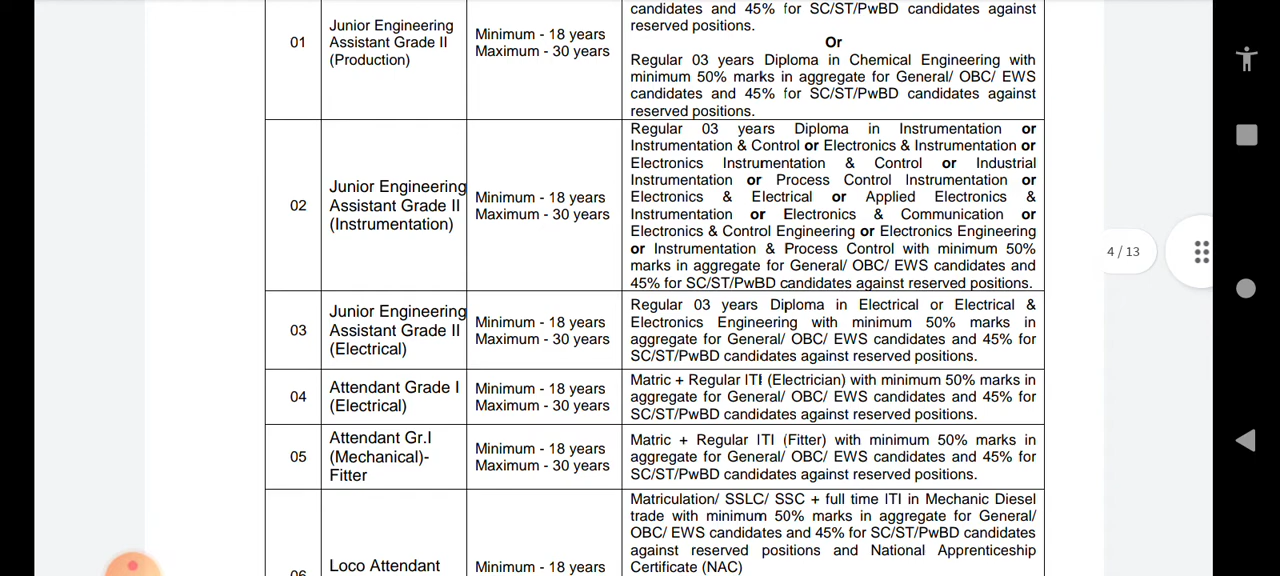 candidates and 45% for SC/ST/PwBD candidates against
reserved positions.
Or
Regular 03 years Diploma in Chemical Engineering with
minimum 50% marks in aggregate for General/ OBC/ EWS
candidates and 45% for SC/ST/PwBD candidates against
reserved positions.
01
Junior Engineering
Assistant Grade II
(Production)
Minimum - 18 years
Maximum - 30 years
02
Junior Engineering
Assistant Grade II
(Instrumentation)
Minimum - 18 years
Maximum - 30 years
Regular 03 years Diploma in Instrumentation or
Instrumentation & Control or Electronics & Instrumentation or
Electronics Instrumentation & Control or Industrial
Instrumentation or Process Control Instrumentation or
Electronics & Electrical or Applied Electronics &
Instrumentation or Electronics & Communication or
Electronics & Control Engineering or Electronics Engineering
or Instrumentation & Process Control with minimum 50%
marks in aggregate for General/ OBC/ EWS candidates and
45% for SC/ST/PwBD candidates against reserved positions.
4 / 13
03
Junior Engineering
Assistant Grade II
(Electrical)
Minimum - 18 years
Maximum - 30 years
Regular 03 years Diploma in Electrical or Electrical &
Electronics Engineering with minimum 50% marks in
aggregate for General/ OBC/ EWS candidates and 45% for
SC/ST/PwBD candidates against reserved positions.
04
Attendant Grade I
(Electrical)
Minimum - 18 years
Maximum - 30 years
Matric + Regular ITI (Electrician) with minimum 50% marks in
aggregate for General/ OBC/ EWS candidates and 45% for
SC/ST/PwBD candidates against reserved positions.
05
Attendant Gr.I
(Mechanical)-
Fitter
Minimum - 18 years
Maximum - 30 years
Matric + Regular ITI (Fitter) with minimum 50% marks in
aggregate for General/ OBC/ EWS candidates and 45% for
SC/ST/PwBD candidates against reserved positions.
06
Loco Attendant
Minimum - 18 years
Matriculation/ SSLC/ SSC + full time ITI in Mechanic Diesel
trade with minimum 50% marks in aggregate for General/
OBC/ EWS candidates and 45% for SC/ST/PwBD candidates
against reserved positions and National Apprenticeship
Certificate (NAC)